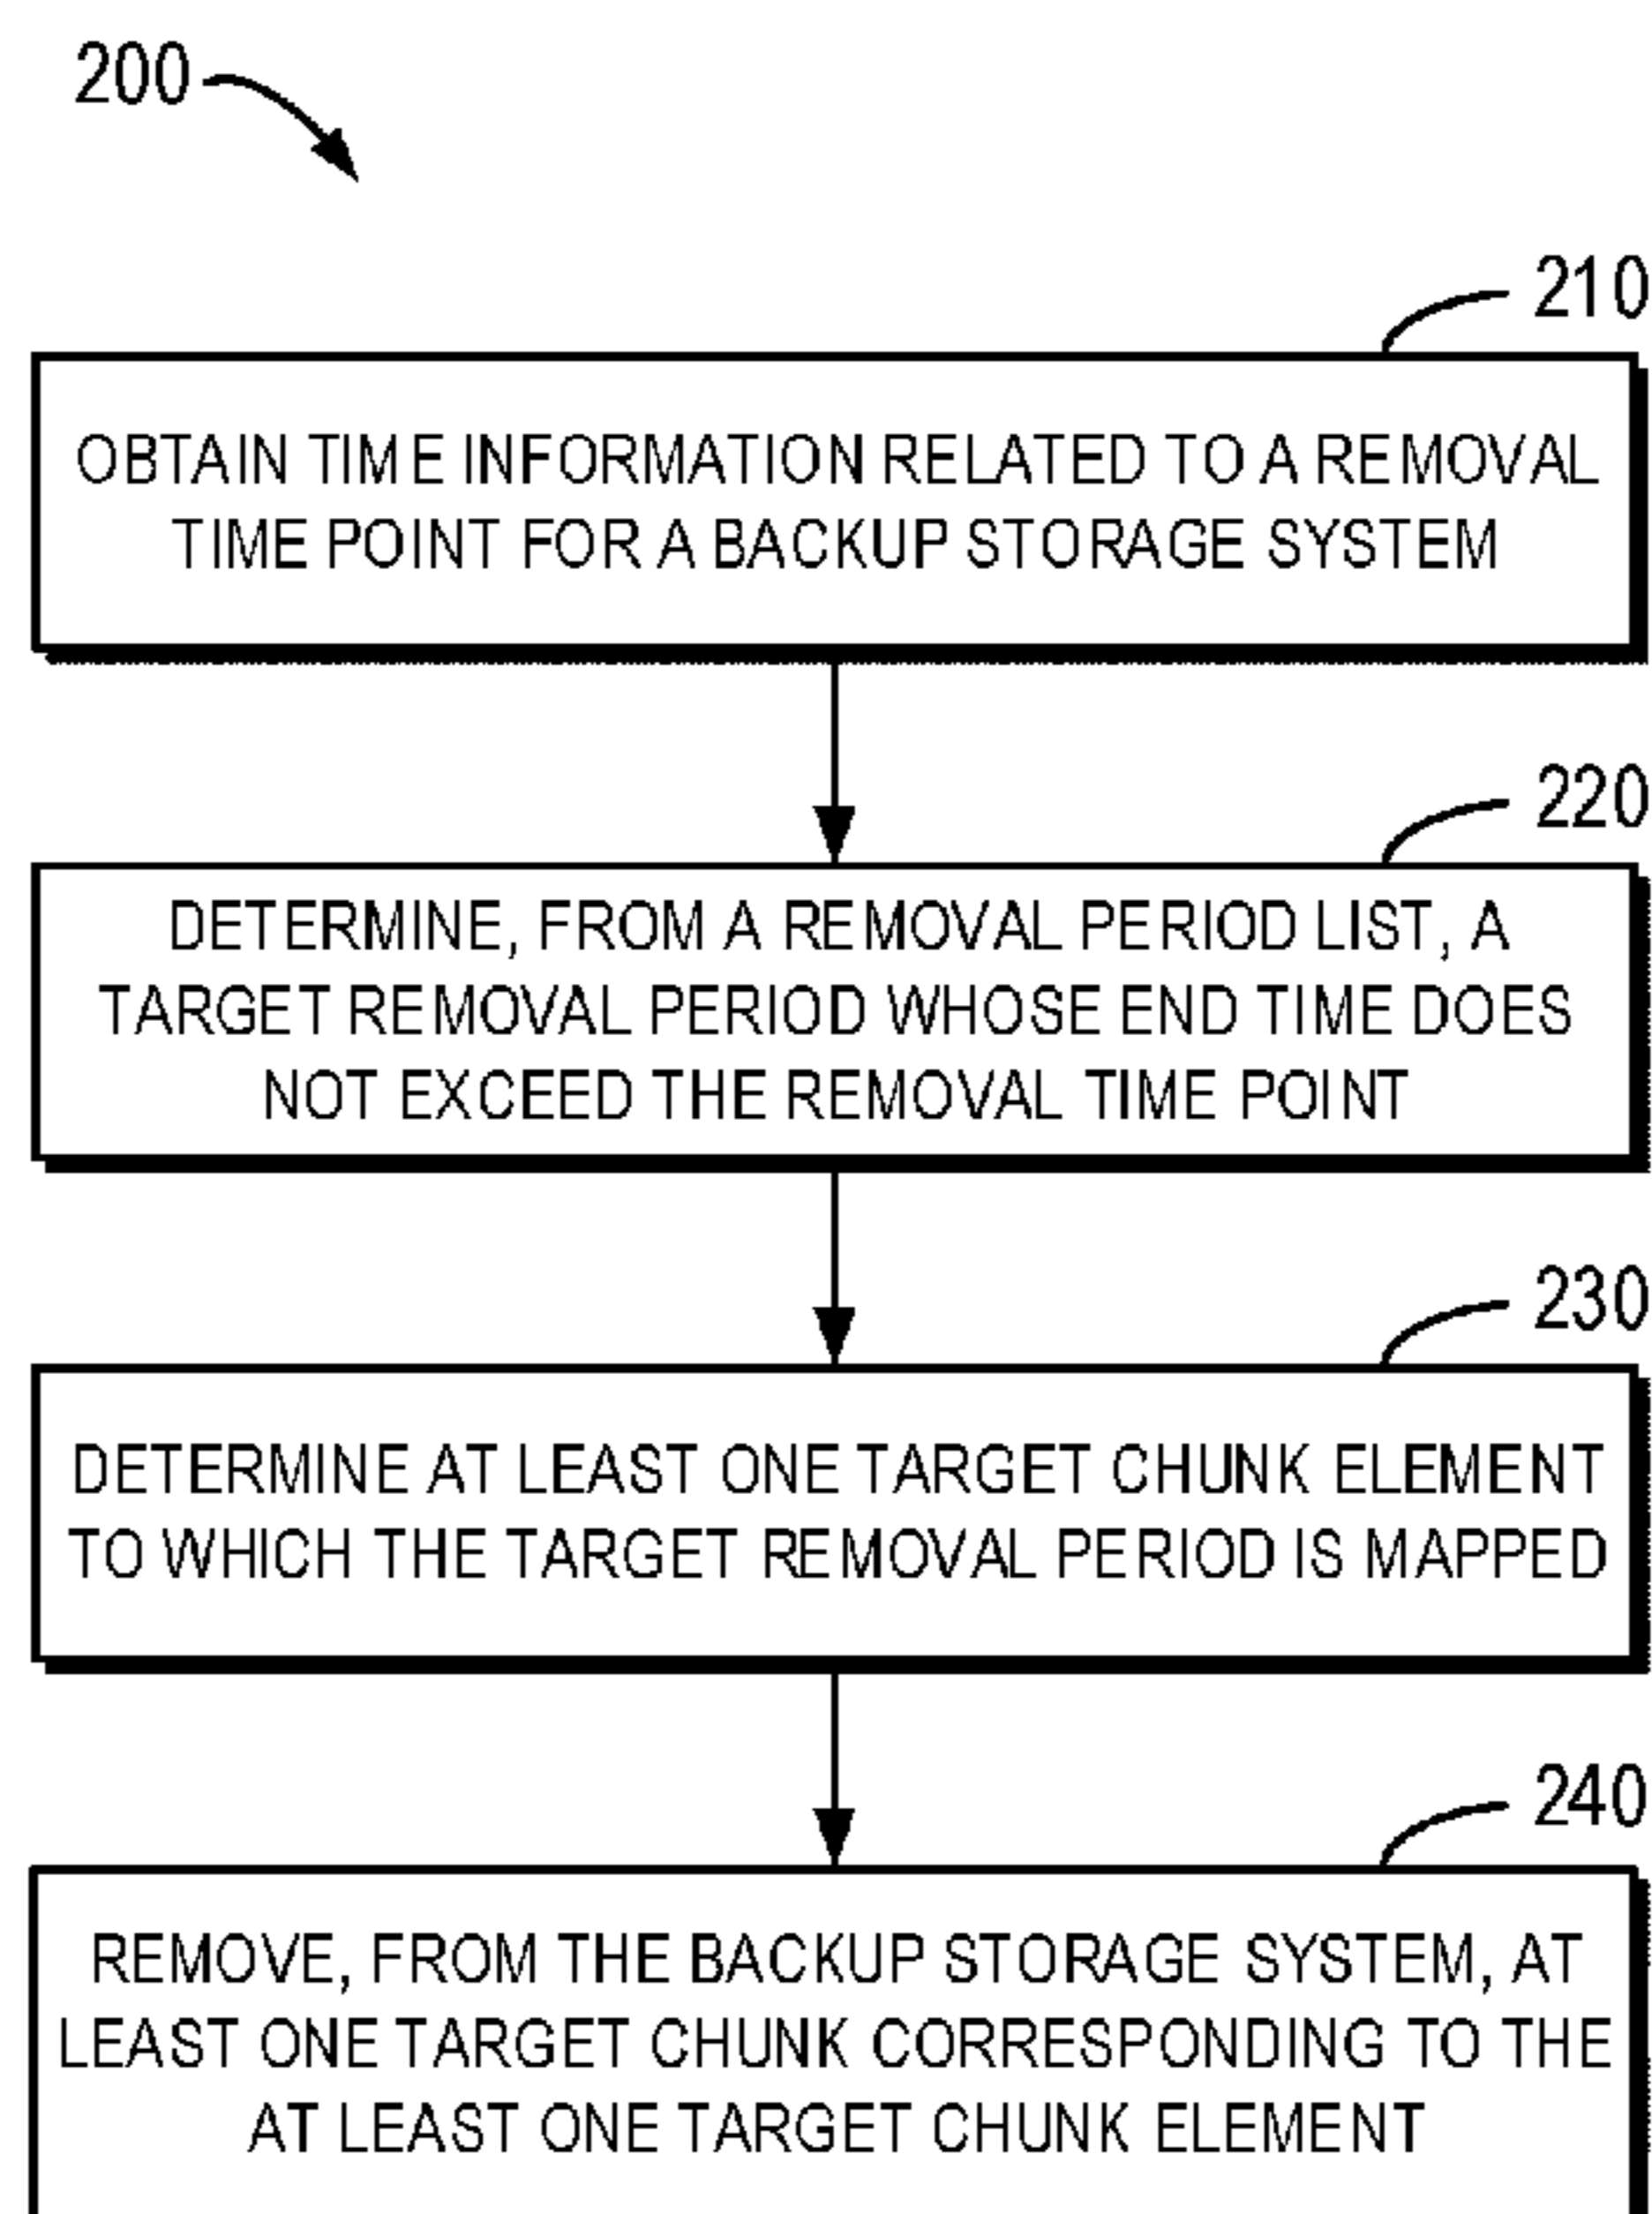 200
210
OBTAIN TIME INFORMATION RELATED TO A REMOVAL
TIME POINT FOR A BACKUP STORAGE SYSTEM
220
DETERMINE, FROM A REMOVAL PERIOD LIST, A
TARGET REMOVAL PERIOD WHOSE END TIME DOES
NOT EXCEED THE REMOVAL TIME POINT
230
DETERMINE AT LEAST ONE TARGET CHUNK ELEMENT
TO WHICH THE TARGET REMOVAL PERIOD IS MAPPED
240
REMOVE, FROM THE BACKUP STORAGE SYSTEM, AT
LEAST ONE TARGET CHUNK CORRESPONDING TO THE
AT LEAST ONE TARGET CHUNK ELEMENT